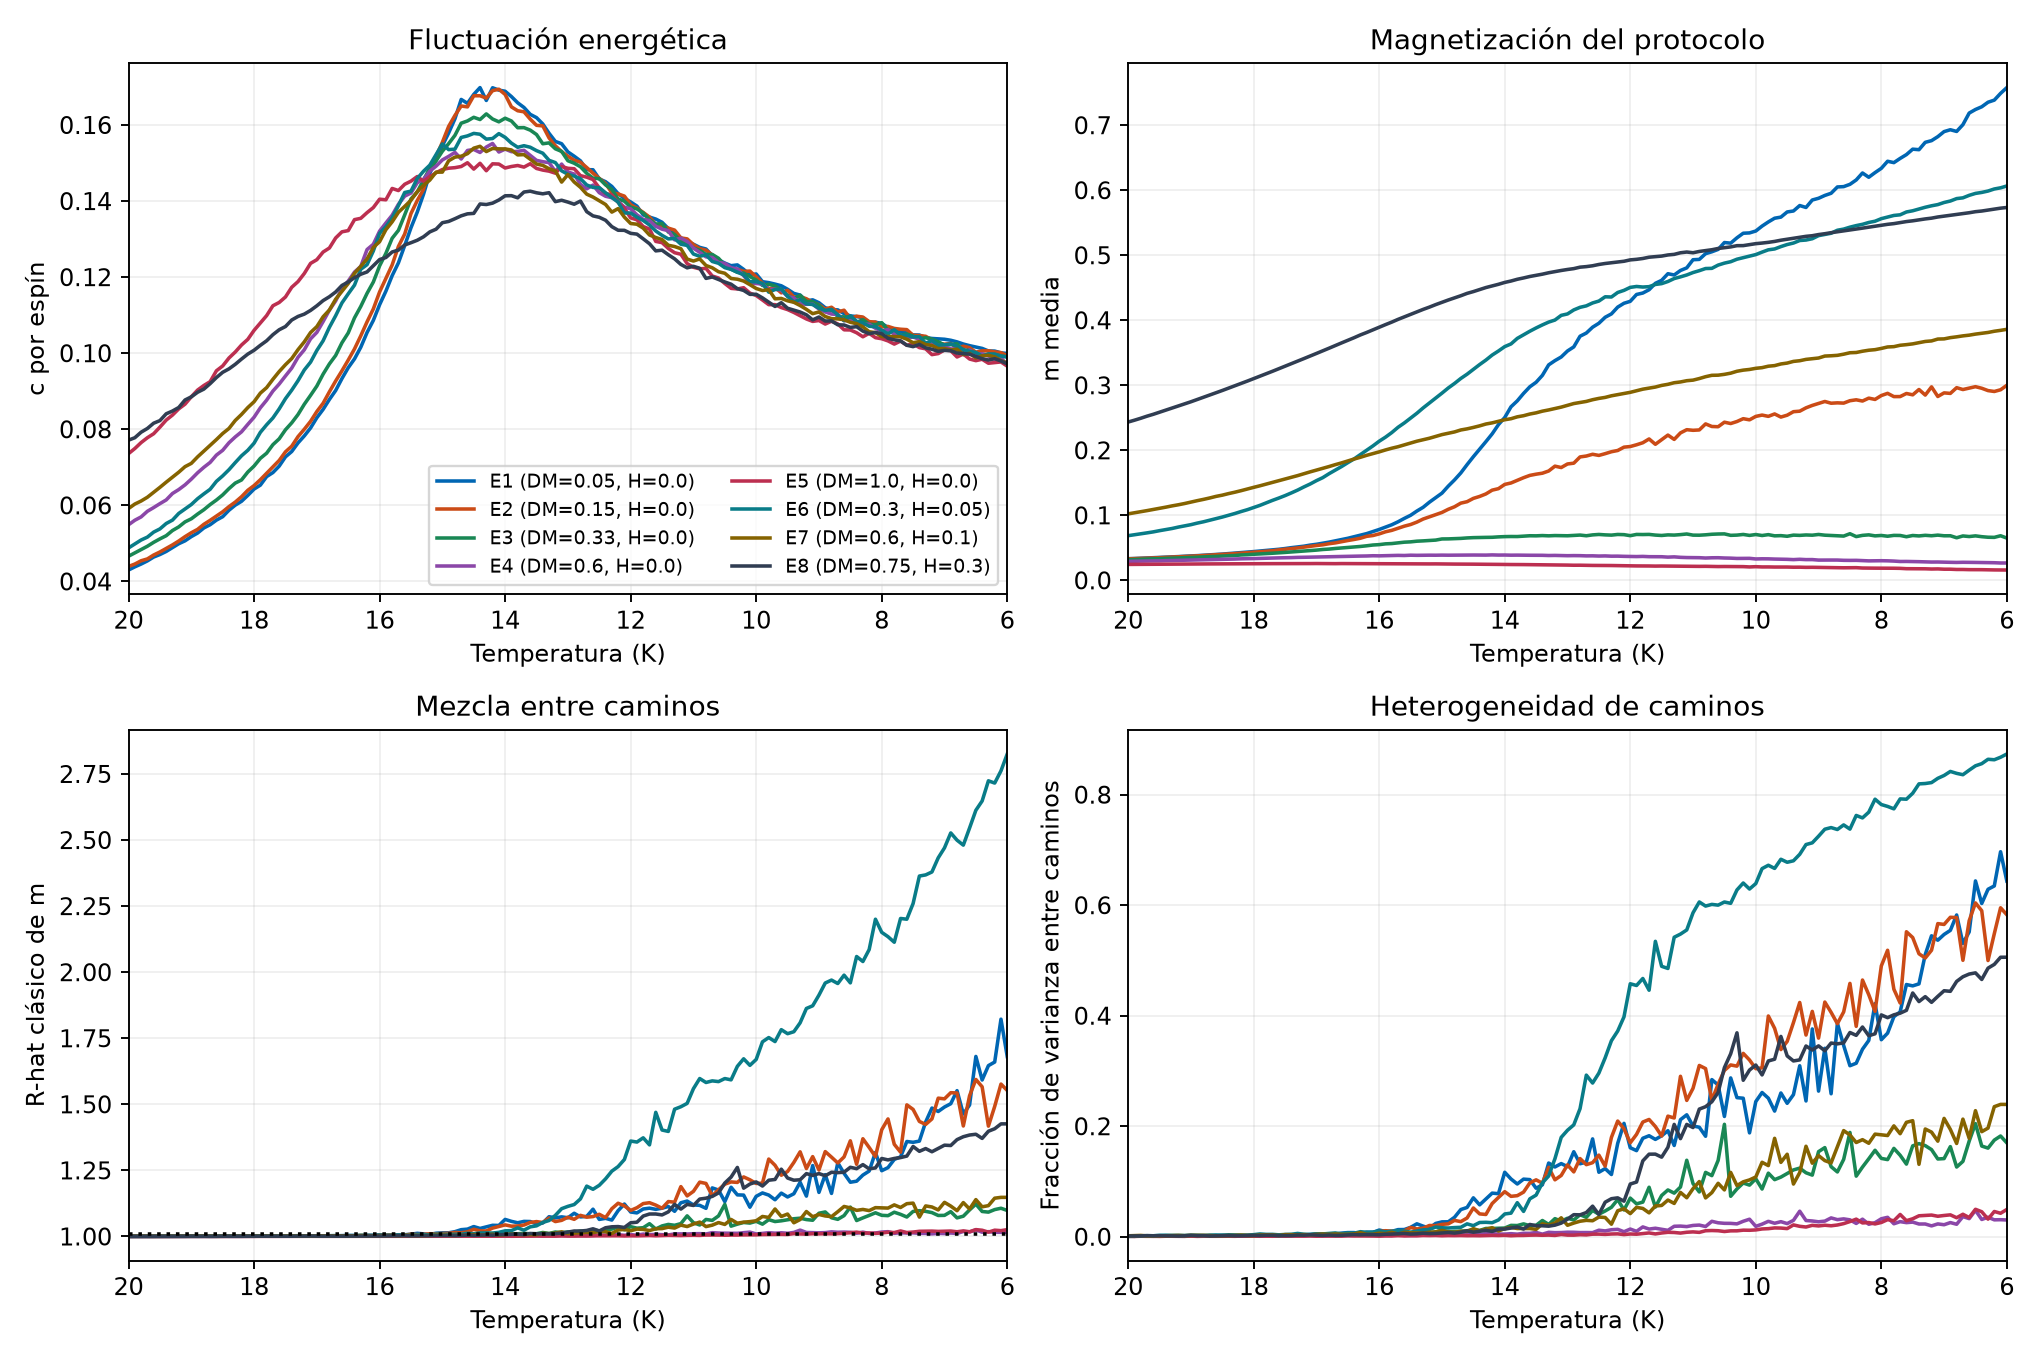 Fluctuación energética
c por espín
0.16
0.14
0.12
0.10
0.08
0.06
0.04
E1 (DM=0.05, H=0.0)
E2 (DM=0.15, H=0.0)
E3 (DM=0.33, H=0.0)
E4 (DM=0.6, H=0.0)
E5 (DM=1.0, H=0.0)
E6 (DM=0.3, H=0.05)
E7 (DM=0.6, H=0.1)
E8 (DM=0.75, H=0.3)
20 18 16 14 12 10 8 6
Temperatura (K)
Magnetización del protocolo
m media
0.7
0.6
0.5
0.4
0.3
0.2
0.1
0.0
20 18 16 14 12 10 8 6
Temperatura (K)
Mezcla entre caminos
R-hat clásico de m
2.75
2.50
2.25
2.00
1.75
1.50
1.25
1.00
20 18 16 14 12 10 8 6
Temperatura (K)
Heterogeneidad de caminos
Fracción de varianza entre caminos
0.8
0.6
0.4
0.2
0.0
20 18 16 14 12 10 8 6
Temperatura (K)